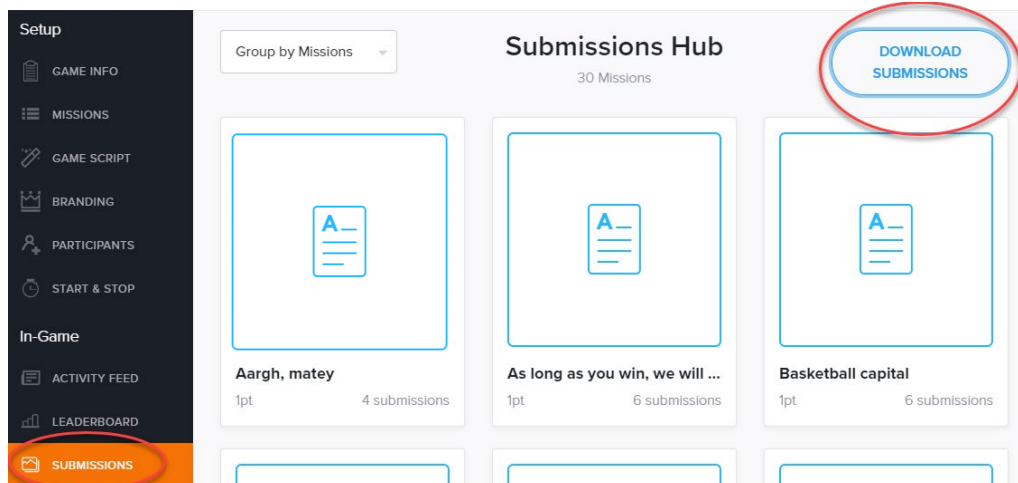 Setup
GAME INFO
MISSIONS
GAME SCRIPT
BRANDING
PARTICIPANTS
START & STOP
In-Game
ACTIVITY FEED
LEADERBOARD
SUBMISSIONS
Group by Missions
Submissions Hub
30 Missions
DOWNLOAD
SUBMISSIONS
A
Aargh, matey
1pt 4 submissions
A
As long as you win, we will ...
1pt 6 submissions
A
Basketball capital
1pt 6 submissions